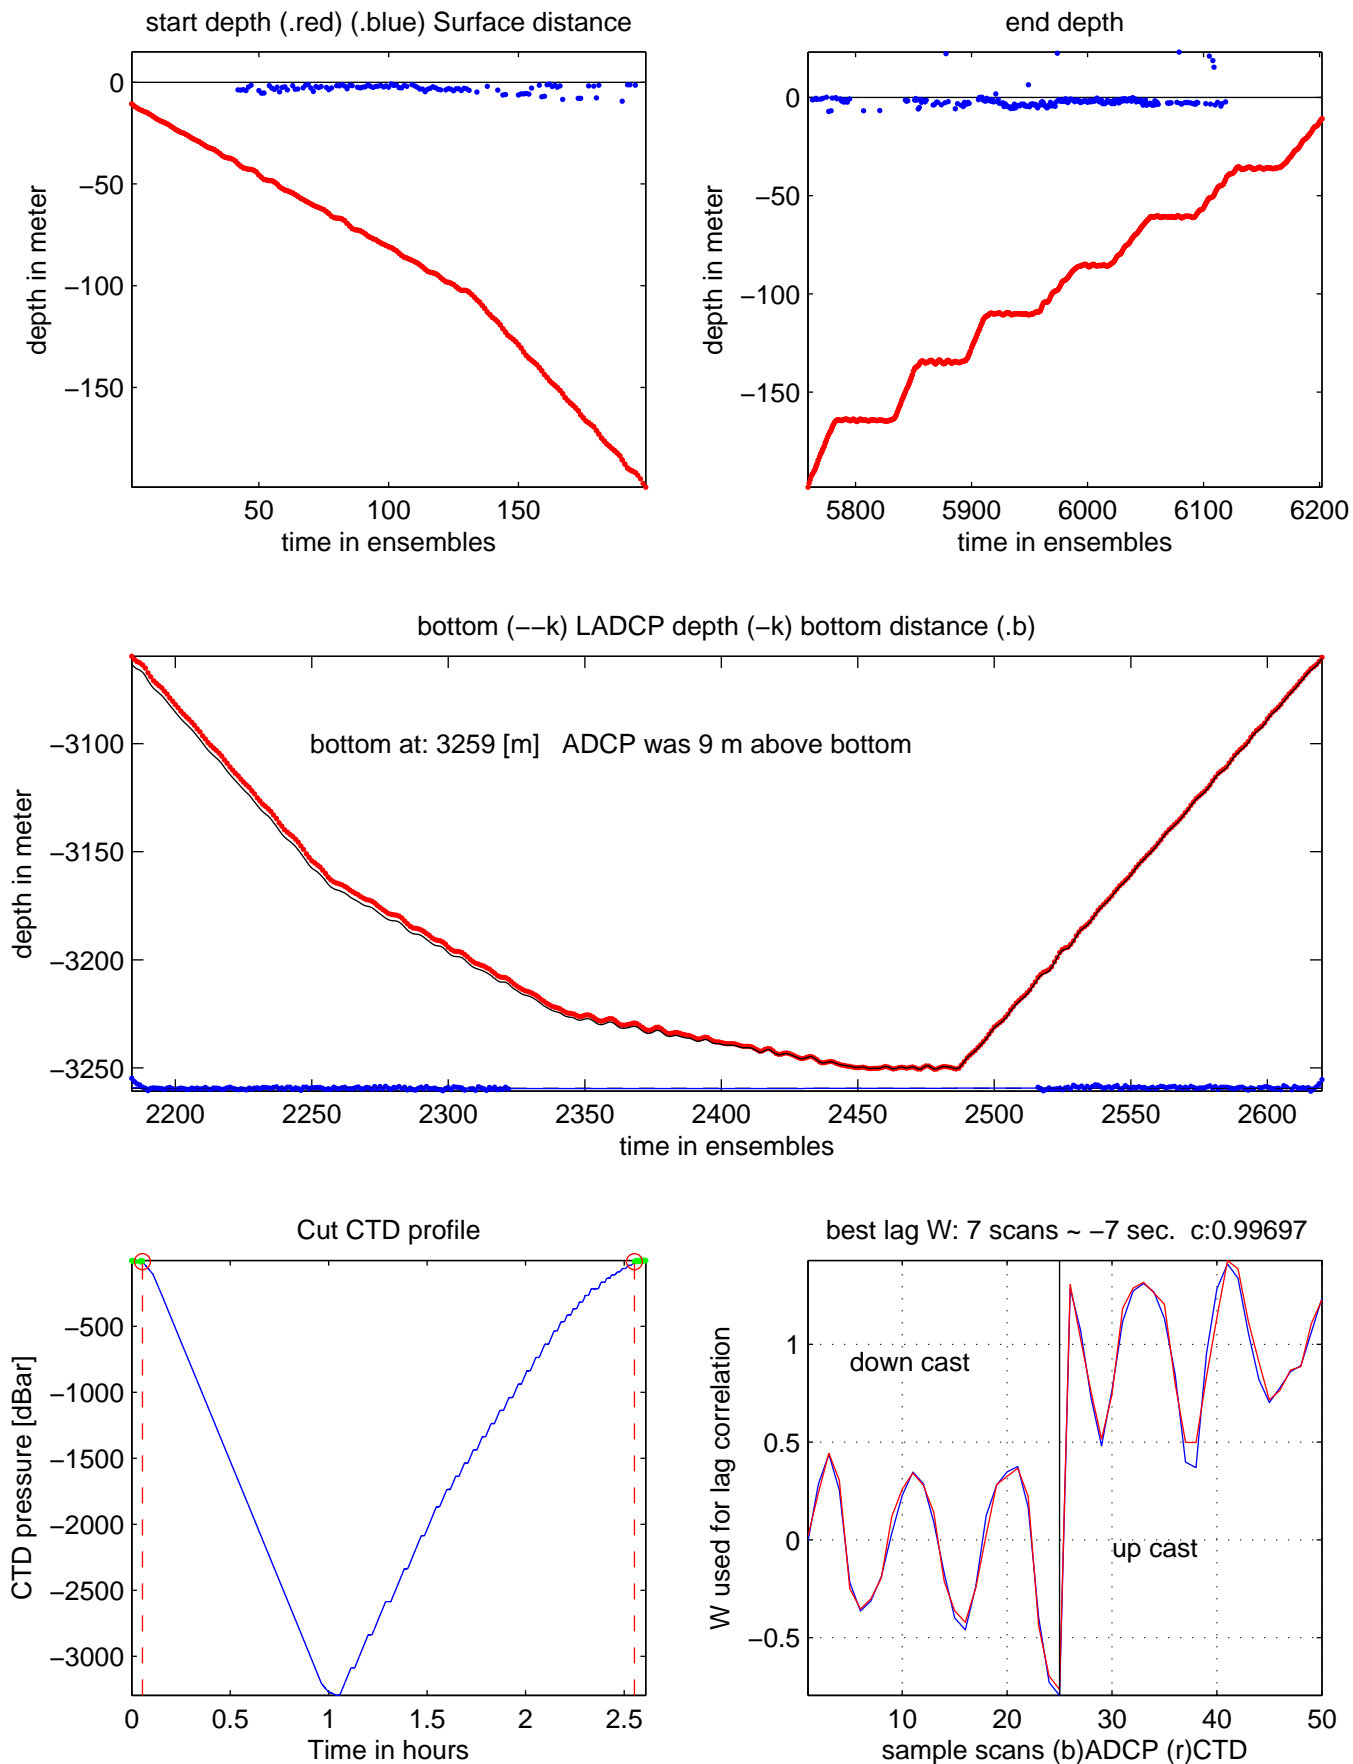 start depth (.red) (.blue) Surface distance
0
−50
−100
−150
depth in meter
50
100
150
time in ensembles
end depth
0
−50
−100
−150
depth in meter
5800
5900
6000
6100
6200
time in ensembles
bottom (−−k) LADCP depth (−k) bottom distance (.b)
bottom at: 3259 [m]   ADCP was 9 m above bottom
−3100
−3150
−3200
−3250
depth in meter
2200
2250
2300
2350
2400
2450
2500
2550
2600
time in ensembles
Cut CTD profile
−500
−1000
−1500
−2000
−2500
−3000
CTD pressure [dBar]
0
0.5
1
1.5
2
2.5
Time in hours
best lag W: 7 scans ~ −7 sec.  c:0.99697
down cast
up cast
1
0.5
0
−0.5
W used for lag correlation
10
20
30
40
50
sample scans (b)ADCP (r)CTD